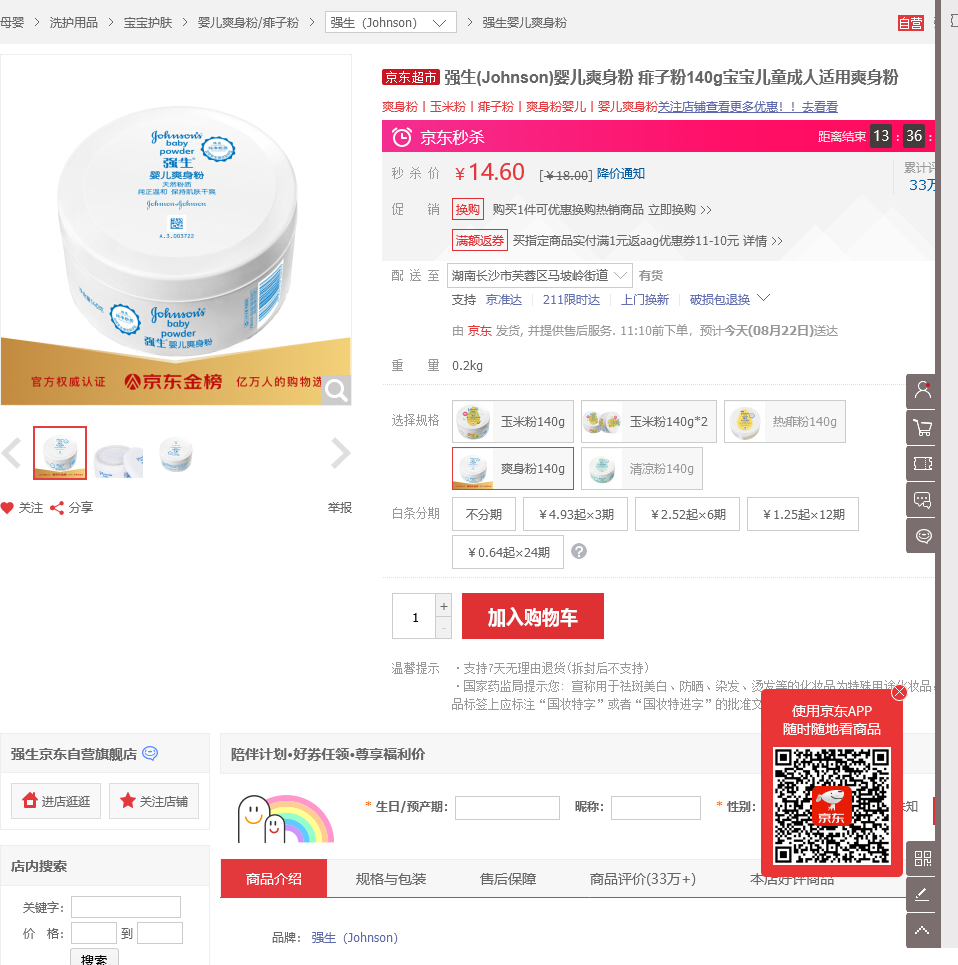 母婴 > 洗护用品 > 宝宝护肤 > 婴儿爽身粉/痱子粉 > 强生（Johnson） > 强生婴儿爽身粉
自营
京东超市 强生(Johnson)婴儿爽身粉 痱子粉140g宝宝儿童成人适用爽身粉
爽身粉丨玉米粉丨痱子粉丨爽身粉婴儿丨婴儿爽身粉关注店铺查看更多优惠！！去看看
京东秒杀 距离结束 13 : 36 :
秒杀价 ￥14.60 [￥18.00] 降价通知
累计评
33万
促销 换购 购买1件可优惠换购热销商品 立即换购 >>
满额返券 买指定商品实付满1元返aag优惠券11-10元 详情 >>
配送至 湖南长沙市芙蓉区马坡岭街道 有货
支持 京准达 211限时达 上门换新 破损包退换
由 京东 发货, 并提供售后服务. 11:10前下单，预计今天(08月22日)送达
重量 0.2kg
选择规格 玉米粉140g 玉米粉140g*2 热痱粉140g
爽身粉140g 清凉粉140g
白条分期 不分期 ￥4.93起×3期 ￥2.52起×6期 ￥1.25起×12期
￥0.64起×24期 ?
1 + - 加入购物车
温馨提示 ·支持7天无理由退货(拆封后不支持)
·国家药监局提示您：宣称用于祛斑美白、防晒、染发、烫发等的化妆品为特殊用途化妆品
品标签上应标注“国妆特字”或者“国妆特进字”的批准文
Johnson's
baby
powder
强生
婴儿爽身粉
天然粉质
纯正温和 保持肌肤干爽
Johnson & Johnson
A.3.003722
Johnson's
baby
powder
强生 婴儿爽身粉
官方权威认证 京东金榜 亿万人的购物选
关注 分享 举报
使用京东APP
随时随地看商品
京东
强生京东自营旗舰店
进店逛逛 关注店铺
陪伴计划•好券任领•尊享福利价
* 生日/预产期： 昵称： * 性别： 未知
店内搜索
关键字：
价 格： 到
搜索
商品介绍 规格与包装 售后保障 商品评价(33万+) 本店好评商品
品牌： 强生（Johnson）